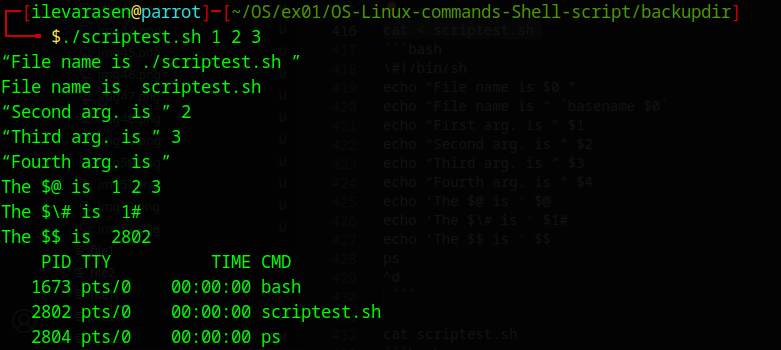 ┌─[ilevarasen@parrot]─[~/OS/ex01/OS-Linux-commands-Shell-script/backupdir]
└──╼ $./scriptest.sh 1 2 3
“File name is ./scriptest.sh ”
File name is  scriptest.sh
“Second arg. is ” 2
“Third arg. is ” 3
“Fourth arg. is ”
The $@ is  1 2 3
The $\# is  1#
The $$ is  2802
    PID TTY          TIME CMD
   1673 pts/0    00:00:00 bash
   2802 pts/0    00:00:00 scriptest.sh
   2804 pts/0    00:00:00 ps
416 cat < scriptest.sh
417 ```bash
418 \#!/bin/sh
419 echo "File name is $0 "
420 echo "File name is " `basename $0`
421 echo "First arg. is " $1
422 echo "Second arg. is " $2
423 echo "Third arg. is " $3
424 echo "Fourth arg. is " $4
425 echo 'The $@ is ' $@
426 echo 'The $\# is ' $1#
427 echo 'The $$ is ' $$
428 ps
429 ^d
430 ```
432 cat scriptest.sh